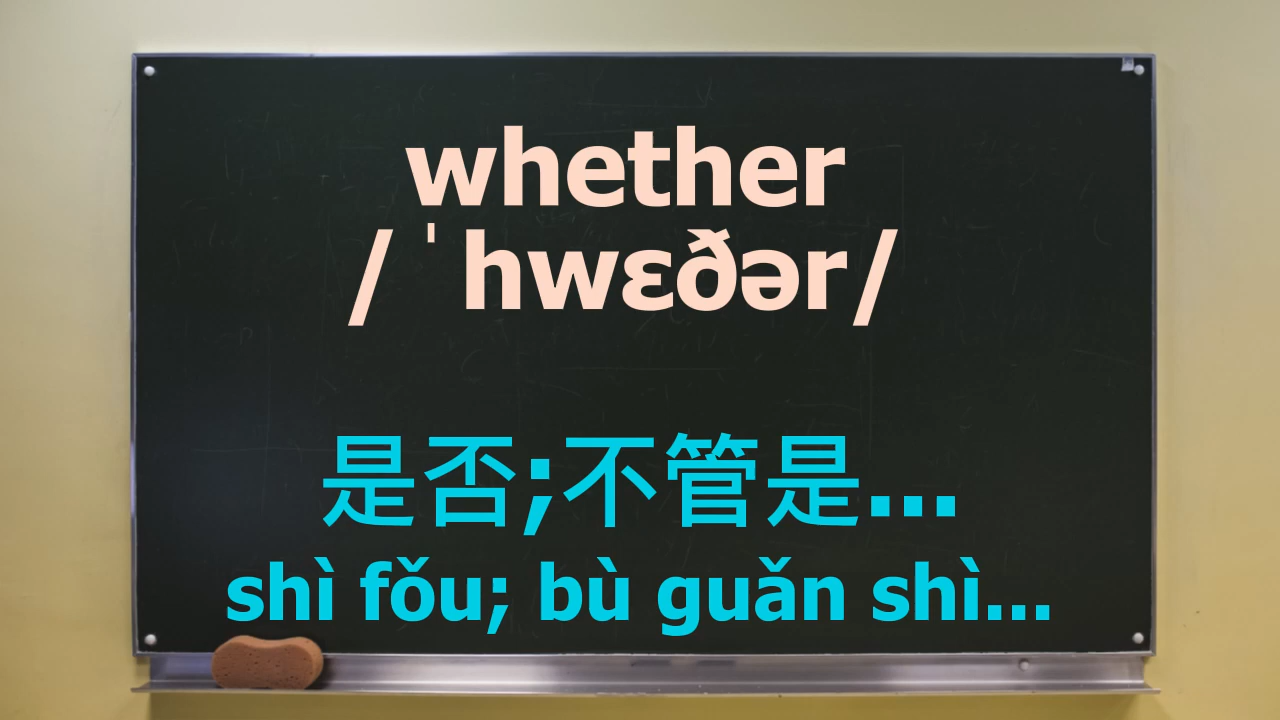 whether
/ˈhwɛðər/
是否;不管是...
shì fǒu; bù guǎn shì...